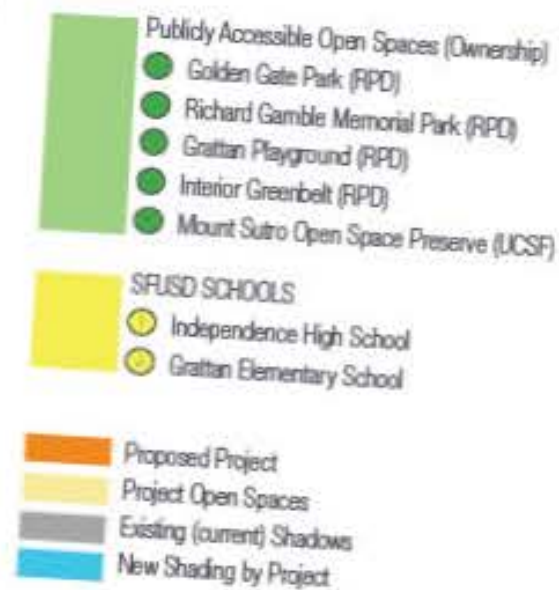 Publicly Accessible Open Spaces (Ownership)
Golden Gate Park (RPD)
Richard Gamble Memorial Park (RPD)
Grattan Playground (RPD)
Interior Greenbelt (RPD)
Mount Sutro Open Space Preserve (UCSF)
SFUSD SCHOOLS
Independence High School
Grattan Elementary School
Proposed Project
Project Open Spaces
Existing (current) Shadows
New Shading by Project